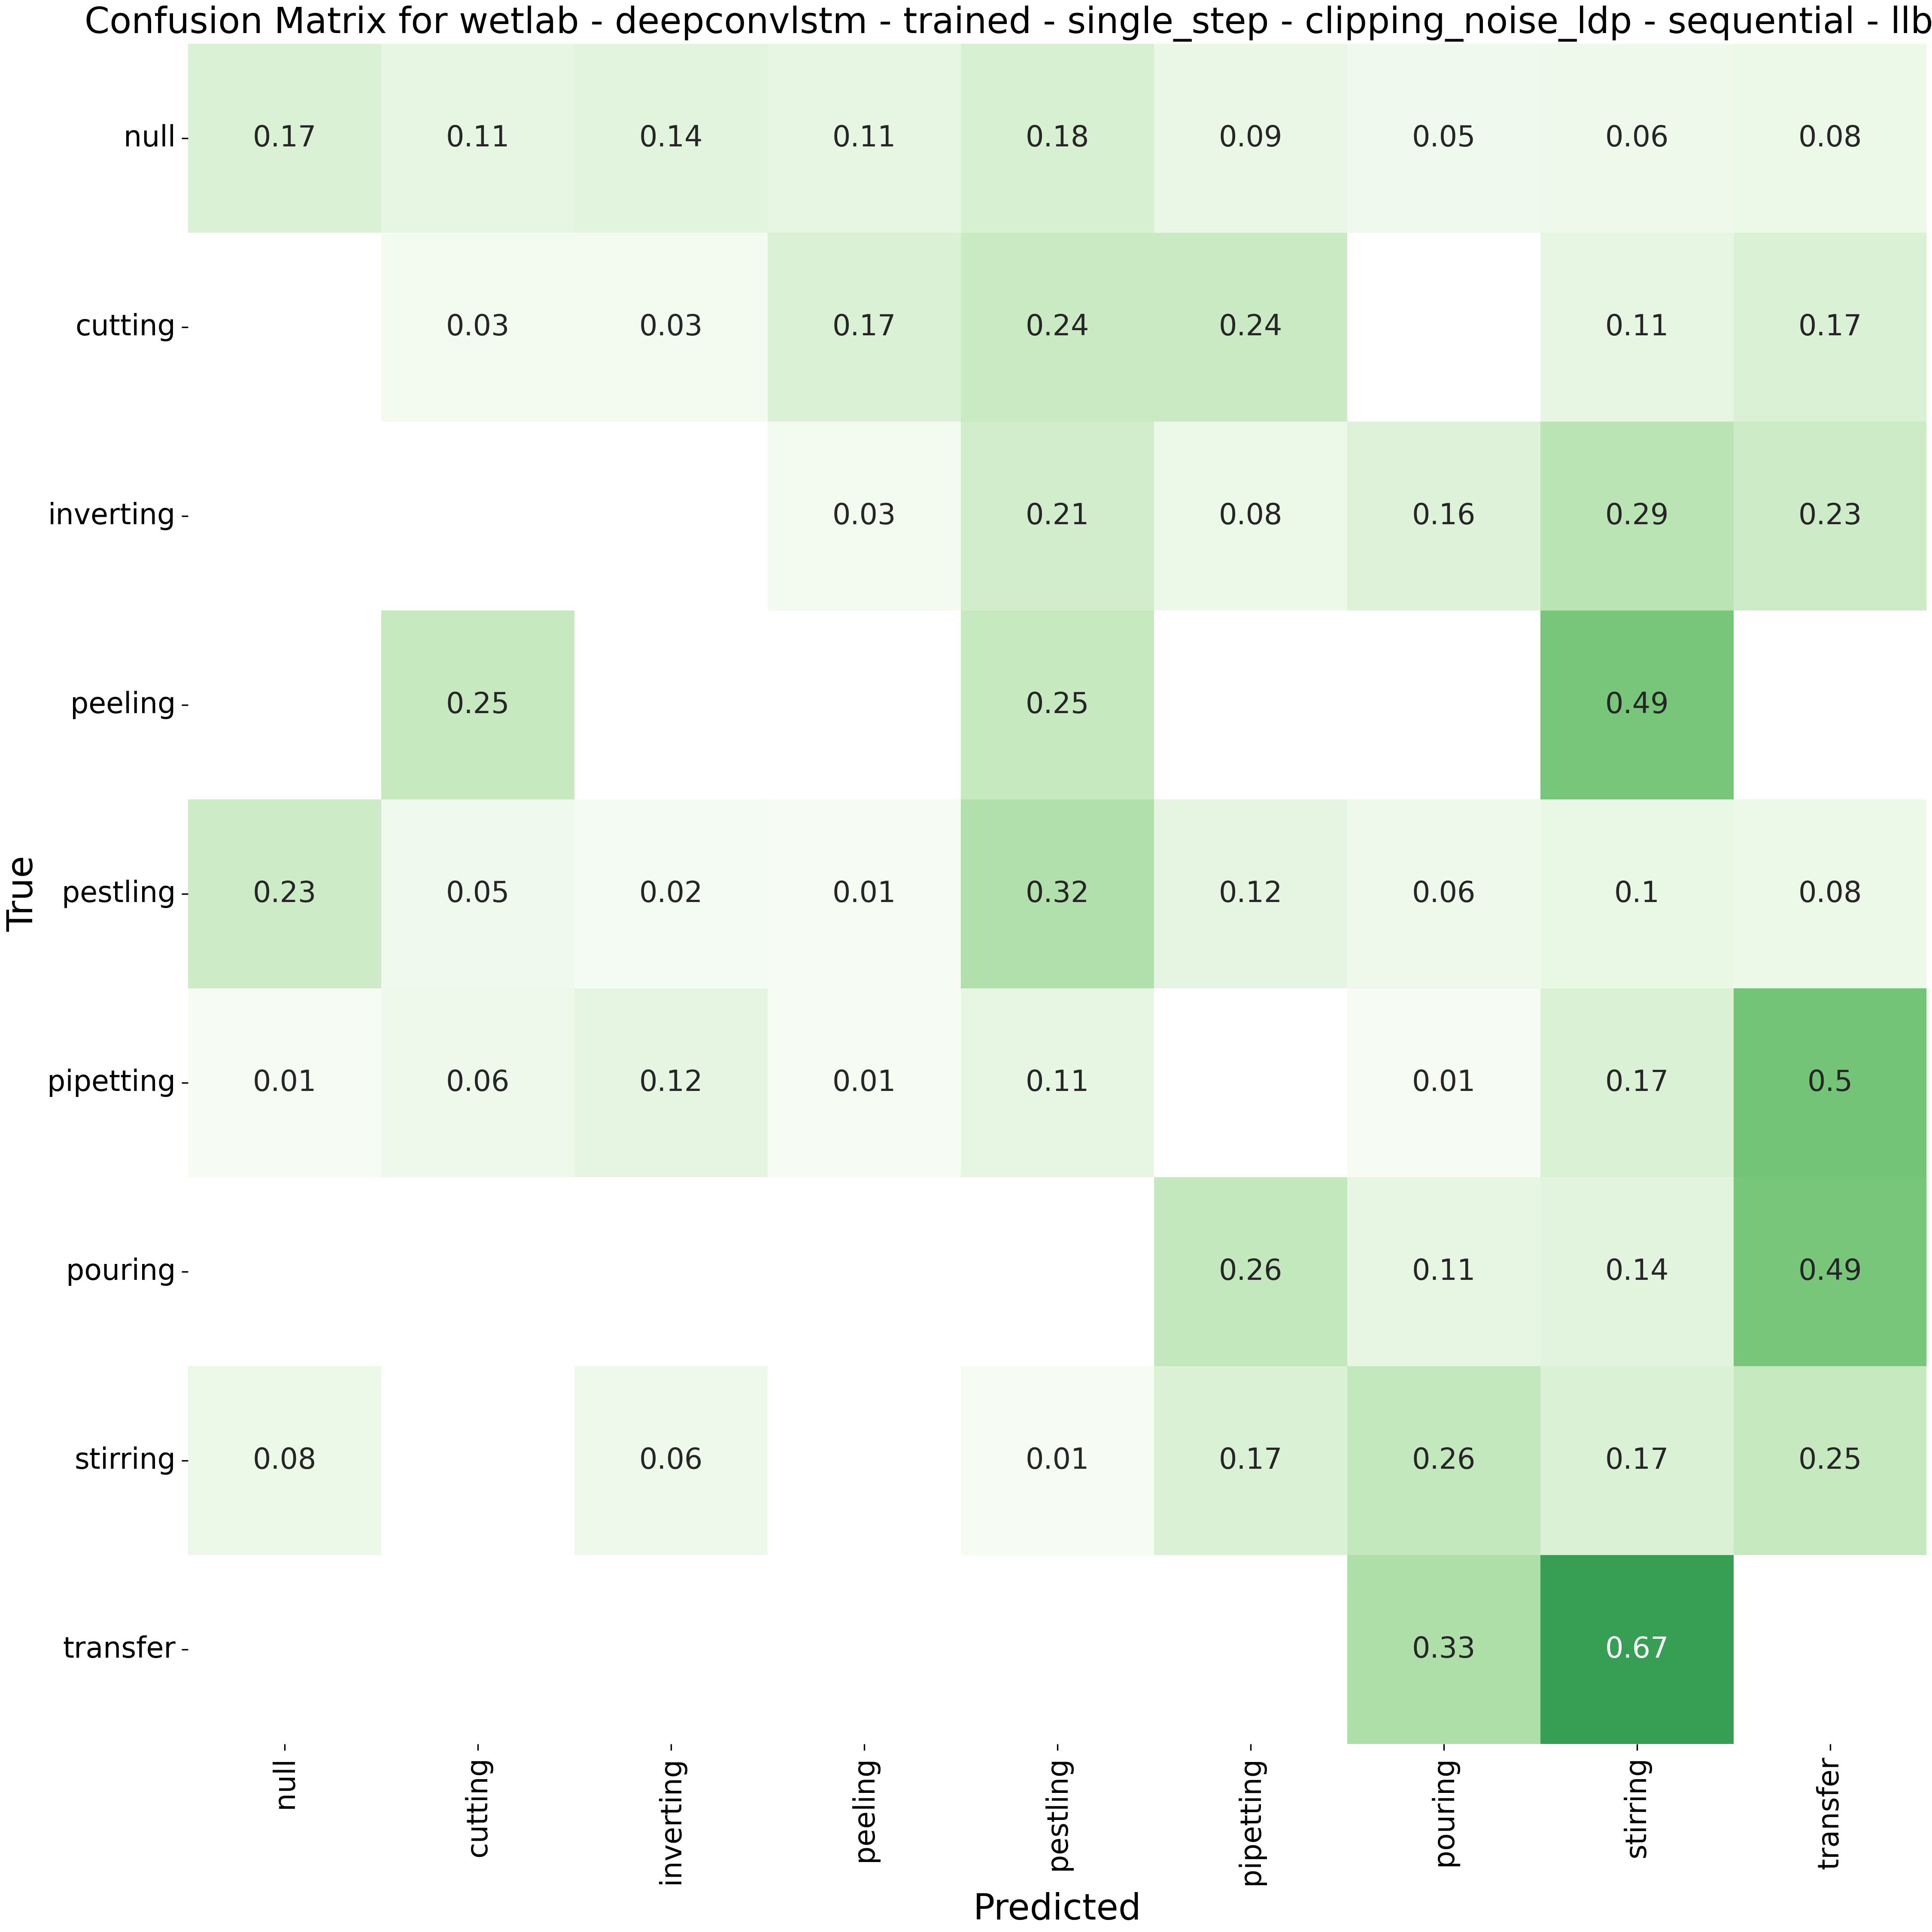 Confusion Matrix for wetlab - deepconvlstm - trained - single_step - clipping_noise_ldp - sequential - llb
null 0.17 0.11 0.14 0.11 0.18 0.09 0.05 0.06 0.08
cutting 0.03 0.03 0.17 0.24 0.24 0.11 0.17
inverting 0.03 0.21 0.08 0.16 0.29 0.23
peeling 0.25 0.25 0.49
pestling 0.23 0.05 0.02 0.01 0.32 0.12 0.06 0.1 0.08
pipetting 0.01 0.06 0.12 0.01 0.11 0.01 0.17 0.5
pouring 0.26 0.11 0.14 0.49
stirring 0.08 0.06 0.01 0.17 0.26 0.17 0.25
transfer 0.33 0.67
True
null cutting inverting peeling pestling pipetting pouring stirring transfer
Predicted